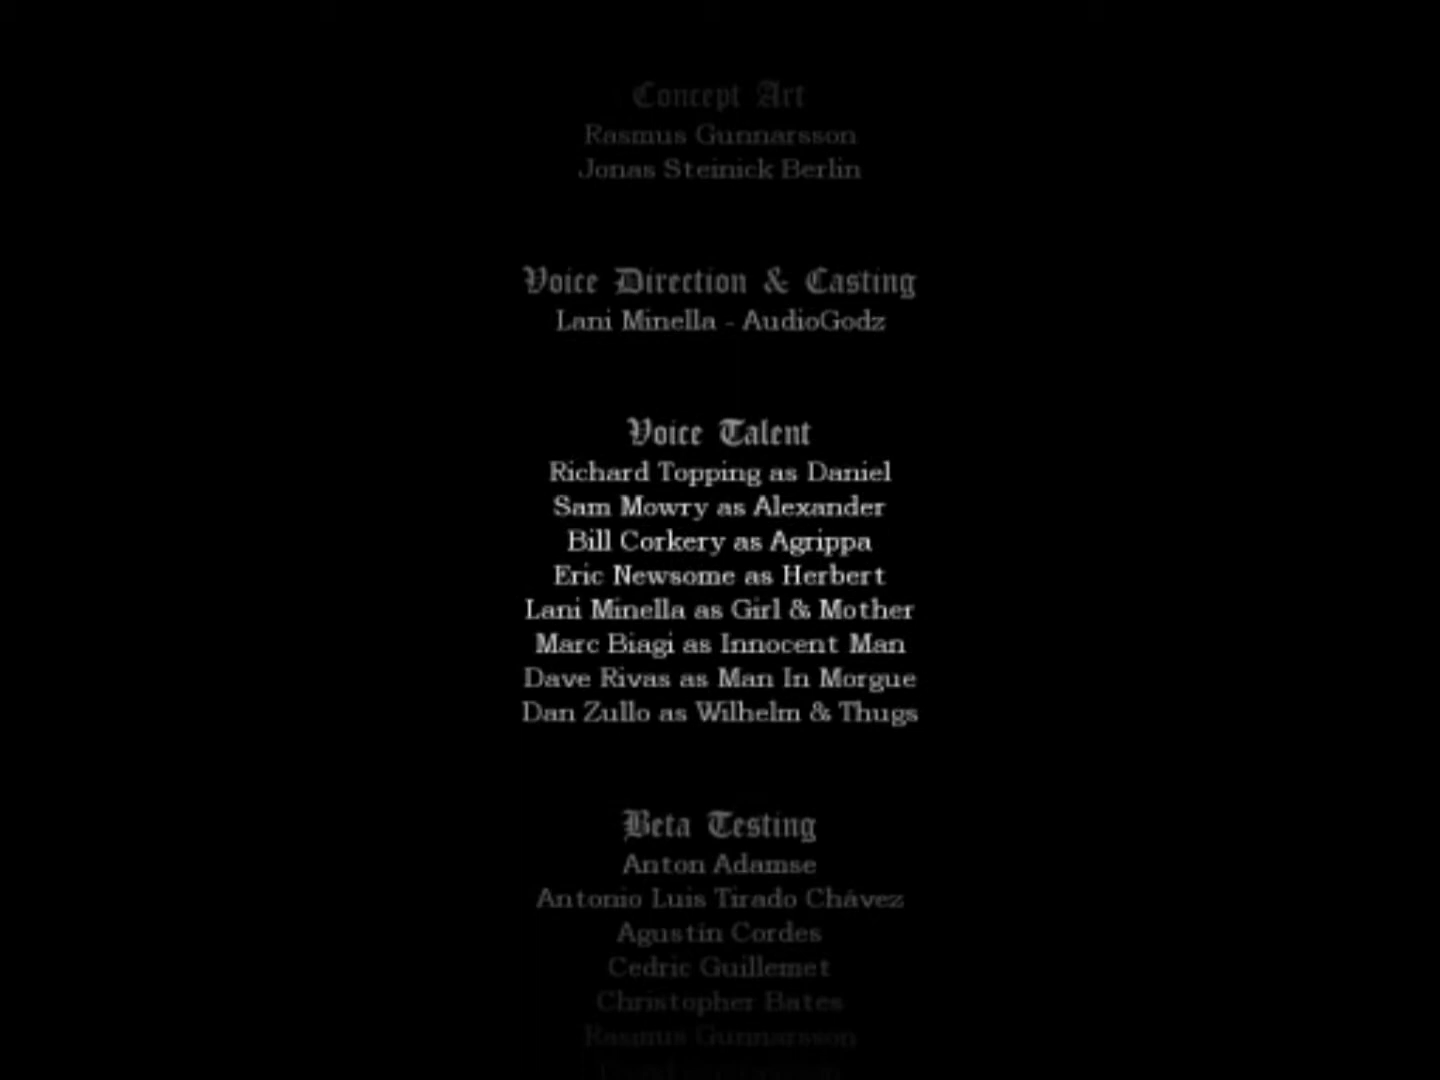 Concept Art
Rasmus Gunnarsson
Jonas Steinick Berlin
Voice Direction & Casting
Lani Minella - AudioGodz
Voice Talent
Richard Topping as Daniel
Sam Mowry as Alexander
Bill Corkery as Agrippa
Eric Newsome as Herbert
Lani Minella as Girl & Mother
Marc Biagi as Innocent Man
Dave Rivas as Man In Morgue
Dan Zullo as Wilhelm & Thugs
Beta Testing
Anton Adamse
Antonio Luis Tirado Chávez
Agustin Cordes
Cedric Guillemet
Christopher Bates
Rasmus Gunnarsson